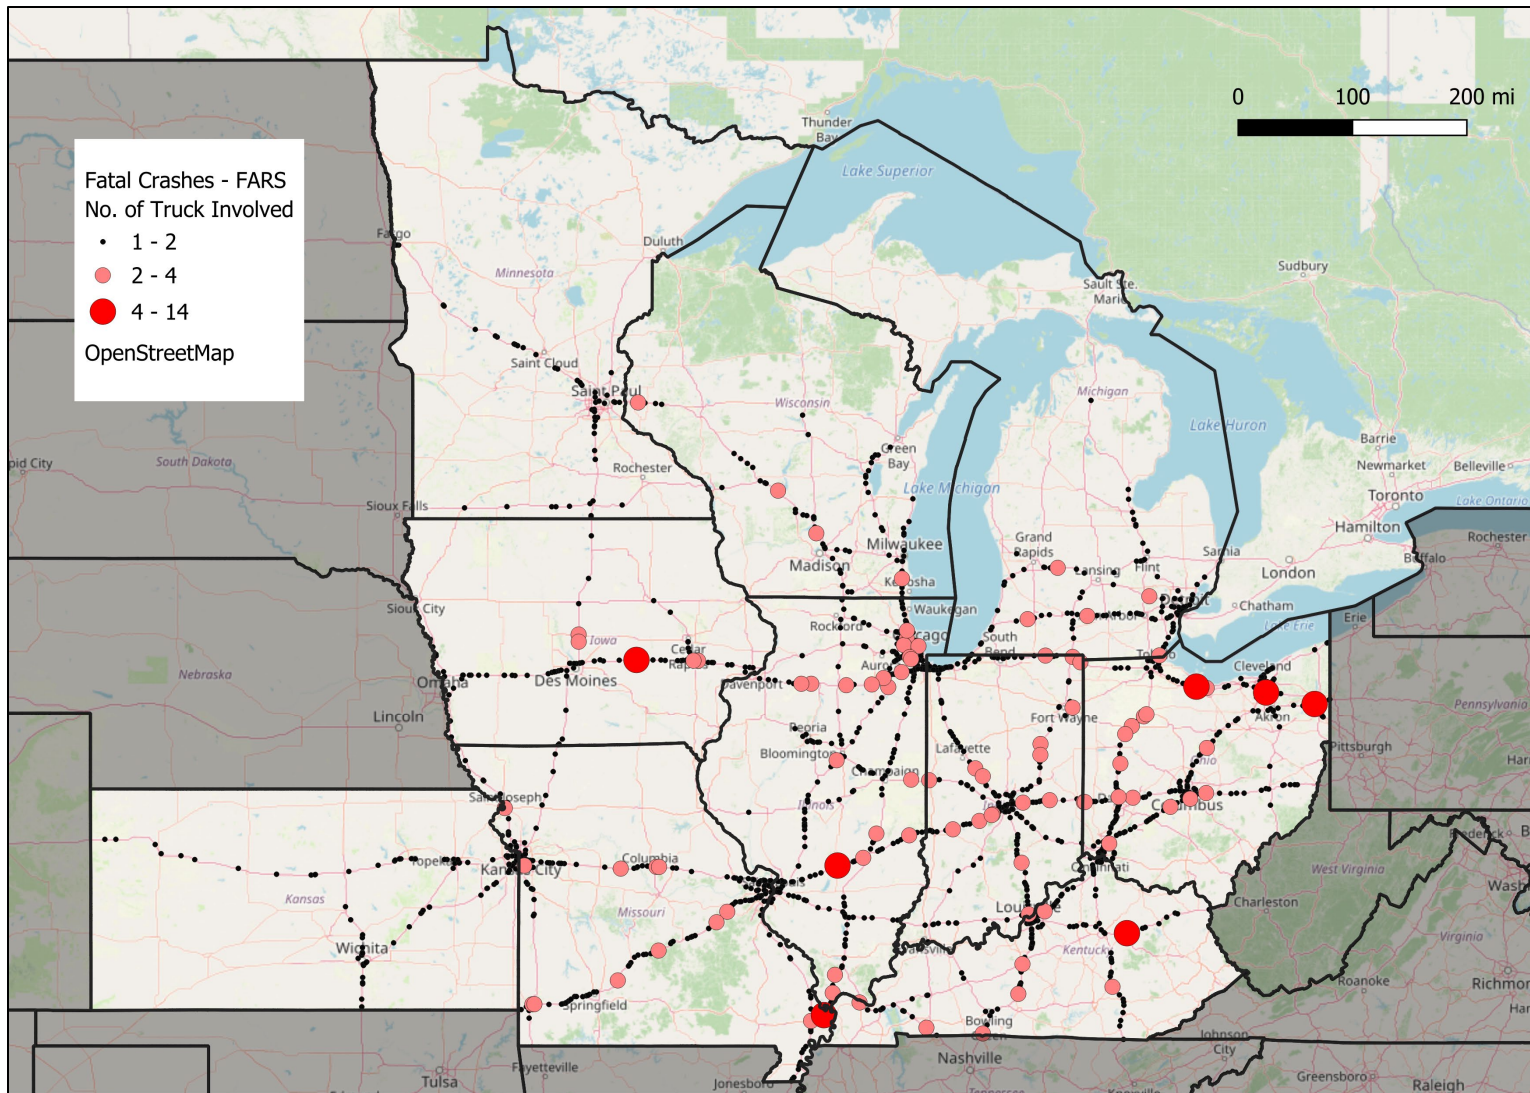 0 100 200 mi
Fatal Crashes - FARS
No. of Truck Involved
1 - 2
2 - 4
4 - 14
OpenStreetMap
Thunder
Bay
Lake Superior
Fargo
Duluth
Minnesota
Sault Ste.
Marie
Sudbury
Saint Cloud
Saint Paul
Wisconsin
Michigan
Lake Huron
Green
Bay
Barrie
Newmarket
Belleville
Toronto
Lake Ontario
pid City
South Dakota
Rochester
Lake Michigan
Sioux Falls
Hamilton
Rochester
Milwaukee
Grand
Rapids
Lansing
Flint
Sarnia
London
Buffalo
Madison
Kenosha
Waukegan
Detroit
Chatham
Lake Erie
Erie
Sioux City
Rockford
Iowa
Cedar
Rapids
South
Bend
Cleveland
Nebraska
Omaha
Des Moines
Davenport
Lincoln
Peoria
Fort Wayne
Akron
Pennsylvania
Bloomington
Lafayette
Pittsburgh
Champaign
Ohio
Saint Joseph
Illinois
Columbus
Topeka
Kansas City
Columbia
Cincinnati
West Virginia
Kansas
Missouri
Charleston
Wichita
Kentucky
Virginia
Springfield
Roanoke
Richmor
Bowling
Green
Nashville
Johnson
City
Fayetteville
Tulsa
Jonesboro
Greensboro
Raleigh